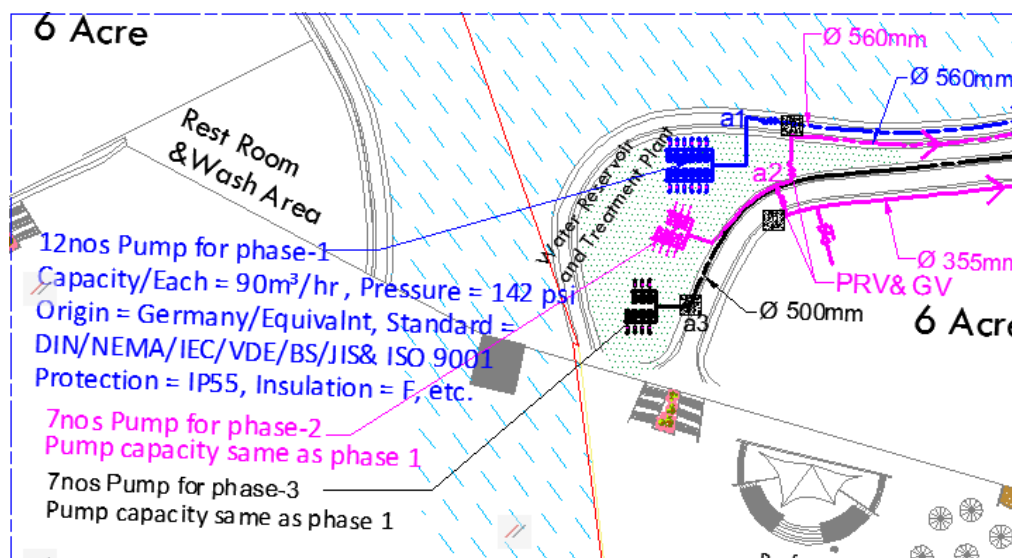 6 Acre
Ø 560mm
Ø 560mm
Rest Room
&Wash Area
Water Reservoir
and Treatment Plant
a1
a2
12nos Pump for phase-1
Capacity/Each = 90m³/hr , Pressure = 142 psi
Origin = Germany/Equivalnt, Standard =
DIN/NEMA/IEC/VDE/BS/JIS& ISO 9001
Protection = IP55, Insulation = F, etc.
Ø 355mm
PRV& GV
Ø 500mm
a3
6 Acre
7nos Pump for phase-2
Pump capacity same as phase 1
7nos Pump for phase-3
Pump capacity same as phase 1